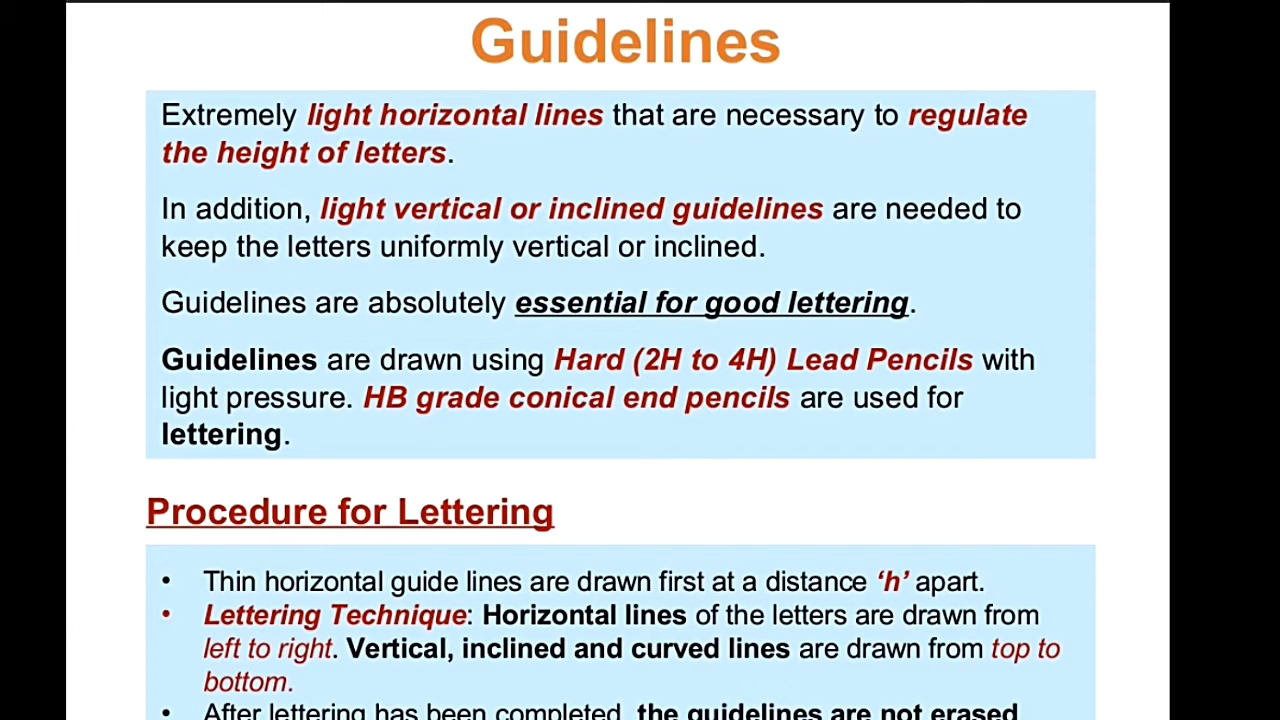 Guidelines
Extremely light horizontal lines that are necessary to regulate
the height of letters.
In addition, light vertical or inclined guidelines are needed to
keep the letters uniformly vertical or inclined.
Guidelines are absolutely essential for good lettering.
Guidelines are drawn using Hard (2H to 4H) Lead Pencils with
light pressure. HB grade conical end pencils are used for
lettering.
Procedure for Lettering
• Thin horizontal guide lines are drawn first at a distance ‘h’ apart.
• Lettering Technique: Horizontal lines of the letters are drawn from
left to right. Vertical, inclined and curved lines are drawn from top to
bottom.
• After lettering has been completed, the guidelines are not erased